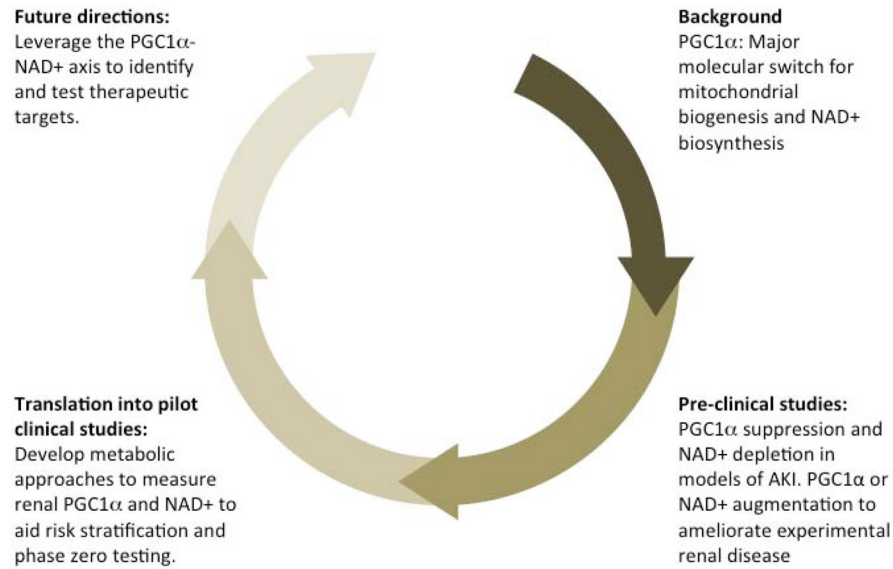 Future directions:
Leverage the PGC1α-
NAD+ axis to identify
and test therapeutic
targets.
Background
PGC1α: Major
molecular switch for
mitochondrial
biogenesis and NAD+
biosynthesis
Translation into pilot
clinical studies:
Develop metabolic
approaches to measure
renal PGC1α and NAD+ to
aid risk stratification and
phase zero testing.
Pre-clinical studies:
PGC1α suppression and
NAD+ depletion in
models of AKI. PGC1α or
NAD+ augmentation to
ameliorate experimental
renal disease